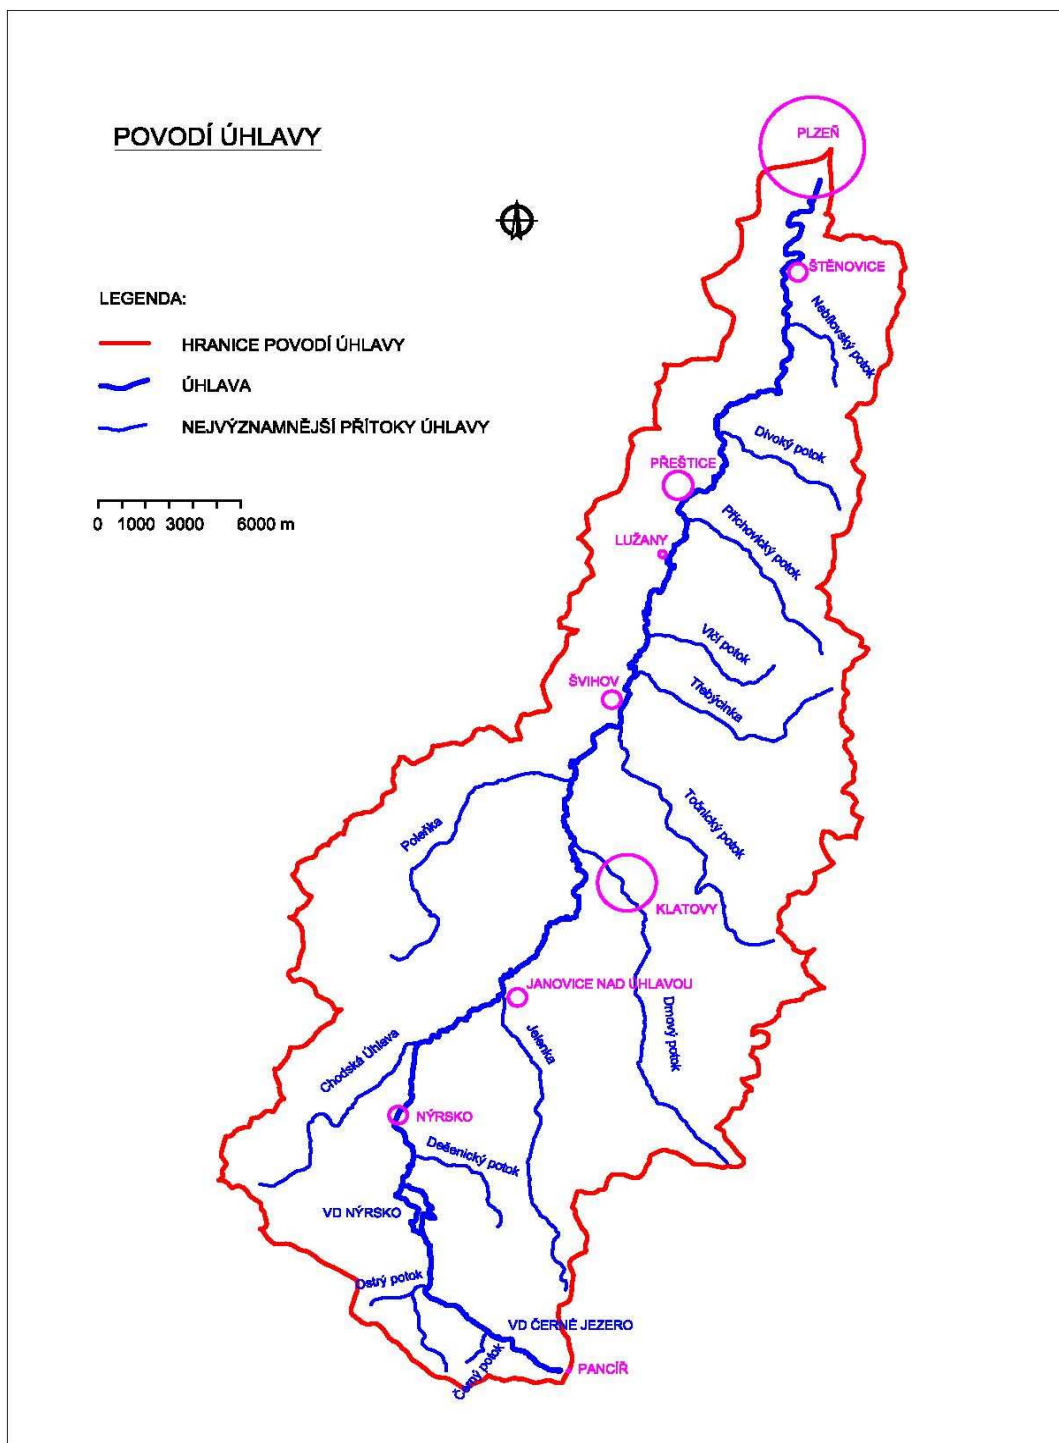 POVODÍ ÚHLAVY
LEGENDA:
HRANICE POVODÍ ÚHLAVY
ÚHLAVA
NEJVÝZNAMNĚJŠÍ PŘÍTOKY ÚHLAVY
0 1000 3000 6000 m
PLZEŇ
ŠTĚNOVICE
Nebílovský potok
Divoký potok
PŘEŠTICE
Příchovický potok
LUŽANY
Vlčí potok
ŠVIHOV
Třebýcinka
Točnický potok
Poleňka
KLATOVY
JANOVICE NAD ÚHLAVOU
Drnový potok
Jelenka
Chodská Úhlava
NÝRSKO
Dešenický potok
VD NÝRSKO
Ostrý potok
VD ČERNÉ JEZERO
Černý potok
PANCÍŘ